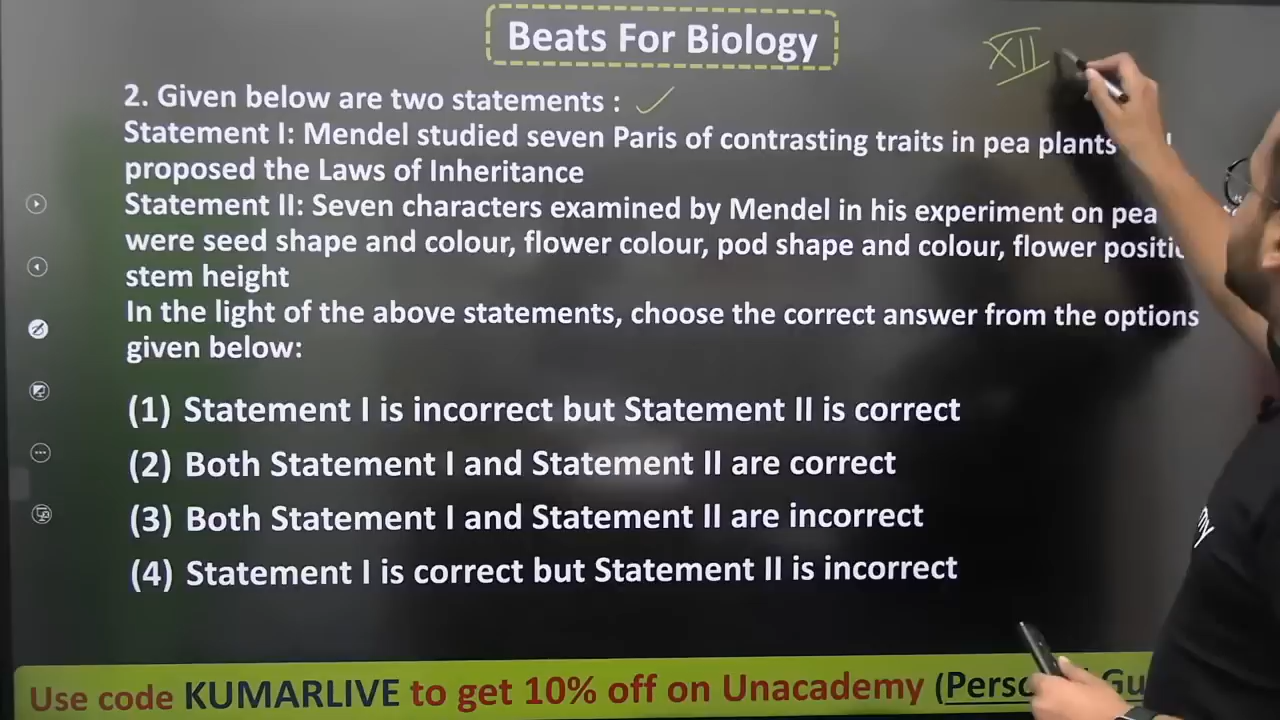 Beats For Biology
XII
2. Given below are two statements :
Statement I: Mendel studied seven Paris of contrasting traits in pea plants
proposed the Laws of Inheritance
Statement II: Seven characters examined by Mendel in his experiment on pea
were seed shape and colour, flower colour, pod shape and colour, flower
stem height
In the light of the above statements, choose the correct answer from the options
given below:
(1) Statement I is incorrect but Statement II is correct
(2) Both Statement I and Statement II are correct
(3) Both Statement I and Statement II are incorrect
(4) Statement I is correct but Statement II is incorrect
Use code KUMARLIVE to get 10% off on Unacademy